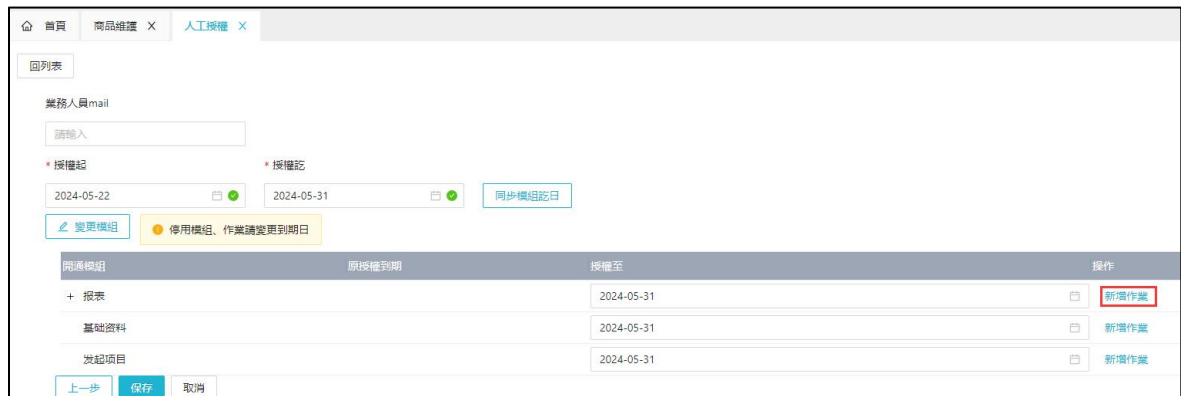 首頁 商品維護 X 人工授權 X
回列表
業務人員mail
請輸入
* 授權起 * 授權訖
2024-05-22 2024-05-31 同步模組訖日
變更模组 停用模组、作業請變更到期日
開通模組 原授權到期 授權至 操作
+ 报表 2024-05-31 新增作業
基础资料 2024-05-31 新增作業
发起项目 2024-05-31 新增作業
上一步 保存 取消